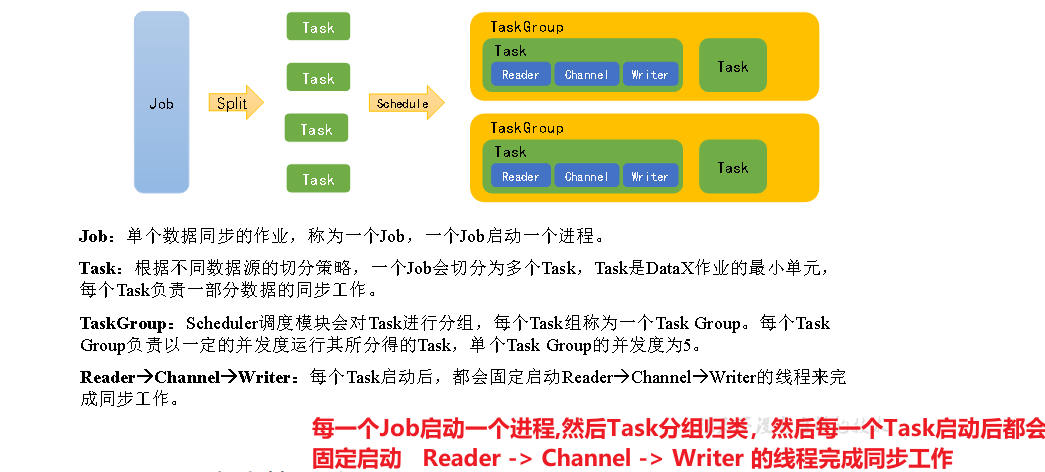 Job
Split
Task
Task
Task
Task
Schedule
TaskGroup
Task
Reader Channel Writer
Task
TaskGroup
Task
Reader Channel Writer
Task
Job：单个数据同步的作业，称为一个Job，一个Job启动一个进程。
Task：根据不同数据源的切分策略，一个Job会切分为多个Task，Task是DataX作业的最小单元，
每个Task负责一部分数据的同步工作。
TaskGroup：Scheduler调度模块会对Task进行分组，每个Task组称为一个Task Group。每个Task
Group负责以一定的并发度运行其所分得的Task，单个Task Group的并发度为5。
Reader→Channel→Writer：每个Task启动后，都会固定启动Reader→Channel→Writer的线程来完
成同步工作。
每一个Job启动一个进程,然后Task分组归类，然后每一个Task启动后都会
固定启动 Reader -> Channel -> Writer 的线程完成同步工作